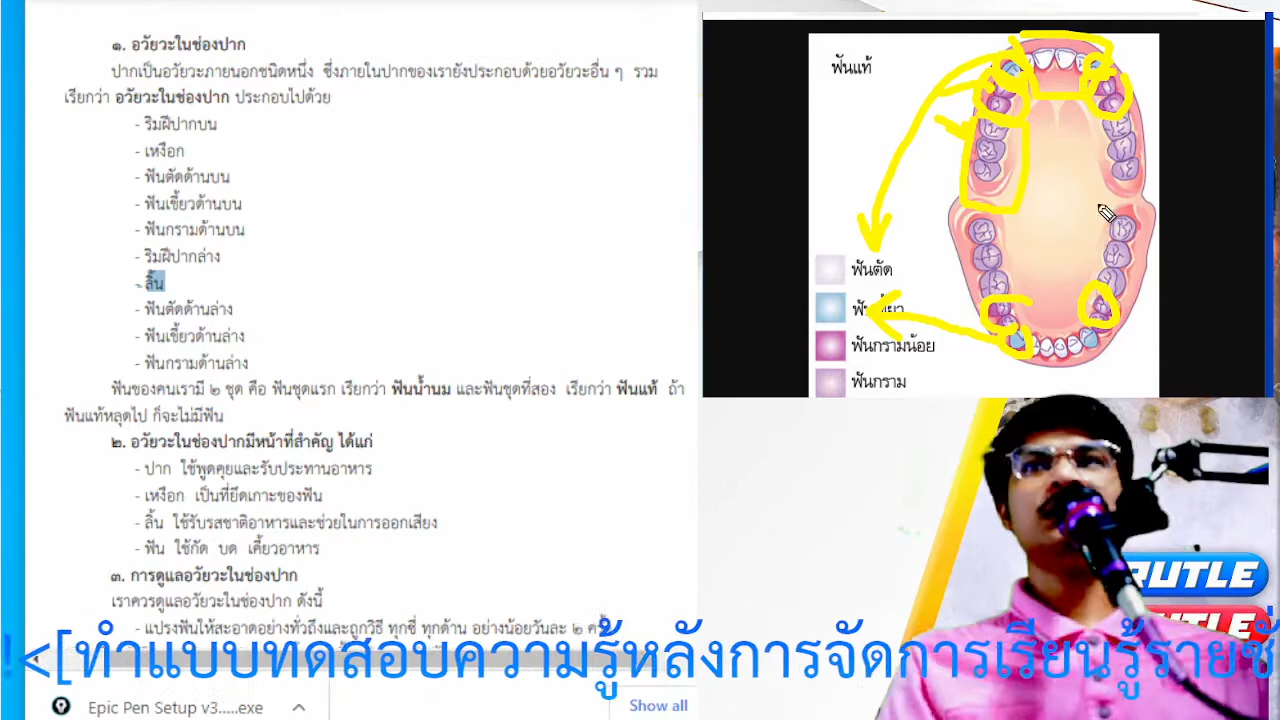 ๑. อวัยวะในช่องปาก
ปากเป็นอวัยวะภายนอกชนิดหนึ่ง ซึ่งภายในปากของเรายังประกอบด้วยอวัยวะอื่น ๆ รวม
เรียกว่า อวัยวะในช่องปาก ประกอบไปด้วย
- ริมฝีปากบน
- เหงือก
- ฟันตัดด้านบน
- ฟันเขี้ยวด้านบน
- ฟันกรามด้านบน
- ริมฝีปากล่าง
- ลิ้น
- ฟันตัดด้านล่าง
- ฟันเขี้ยวด้านล่าง
- ฟันกรามด้านล่าง
ฟันของคนเรามี ๒ ชุด คือ ฟันชุดแรก เรียกว่า ฟันน้ำนม และฟันชุดที่สอง เรียกว่า ฟันแท้ ถ้า
ฟันแท้หลุดไป ก็จะไม่มีฟัน
๒. อวัยวะในช่องปากมีหน้าที่สำคัญ ได้แก่
- ปาก ใช้พูดคุยและรับประทานอาหาร
- เหงือก เป็นที่ยึดเกาะของฟัน
- ลิ้น ใช้รับรสชาติอาหารและช่วยในการออกเสียง
- ฟัน ใช้กัด บด เคี้ยวอาหาร
๓. การดูแลอวัยวะในช่องปาก
เราควรดูแลอวัยวะในช่องปาก ดังนี้
- แปรงฟันให้สะอาดอย่างทั่วถึงและถูกวิธี ทุกซี่ ทุกด้าน อย่างน้อยวันละ ๒ ครั้ง
ฟันแท้
ฟันตัด
ฟันกรามน้อย
ฟันกราม
RUTLE
!<[ทำแบบทดสอบความรู้หลังการจัดการเรียนรู้รายชั่
Epic Pen Setup v3.....exe
Show all